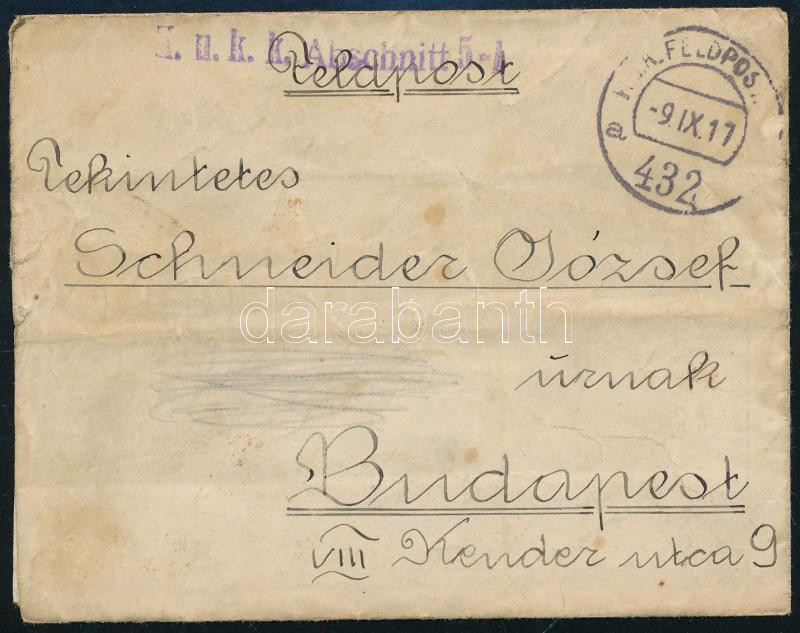 K. u. k. k. Abschnitt 5-1
Feldpost
K.u.K. FELDPOST
a
-9.IX.17
432
Tekintetes
Schneider József
darabanth
úrnak
Budapest
VIII Kender utca 9